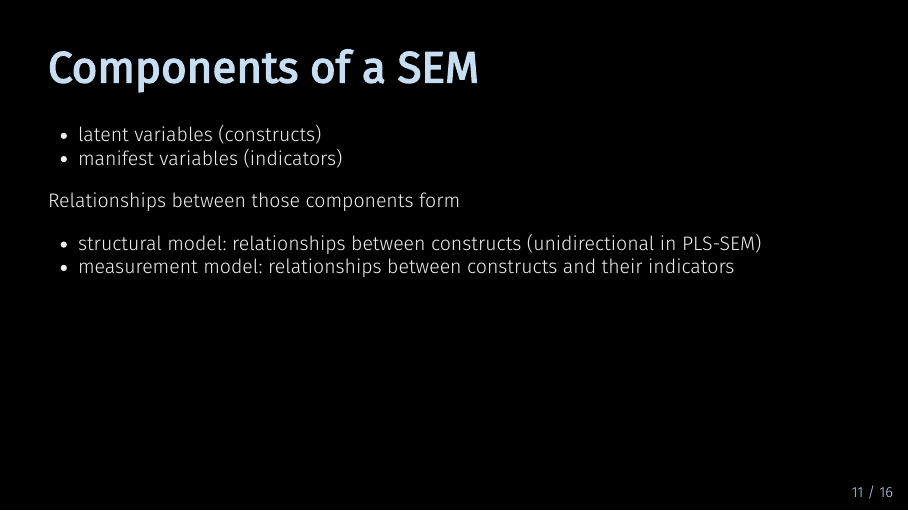 Components of a SEM
• latent variables (constructs)
• manifest variables (indicators)
Relationships between those components form
• structural model: relationships between constructs (unidirectional in PLS-SEM)
• measurement model: relationships between constructs and their indicators
11 / 16